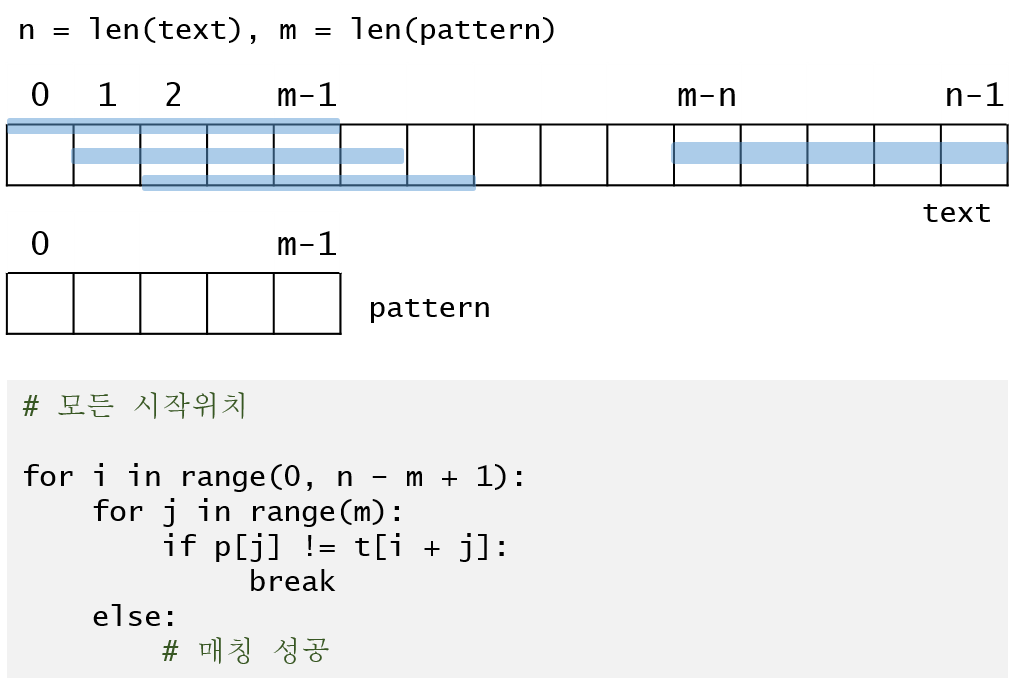 n = len(text), m = len(pattern)
0 1 2 m-1 m-n n-1
text
0 m-1
pattern
# 모든 시작위치
for i in range(0, n - m + 1):
for j in range(m):
if p[j] != t[i + j]:
break
else:
# 매칭 성공